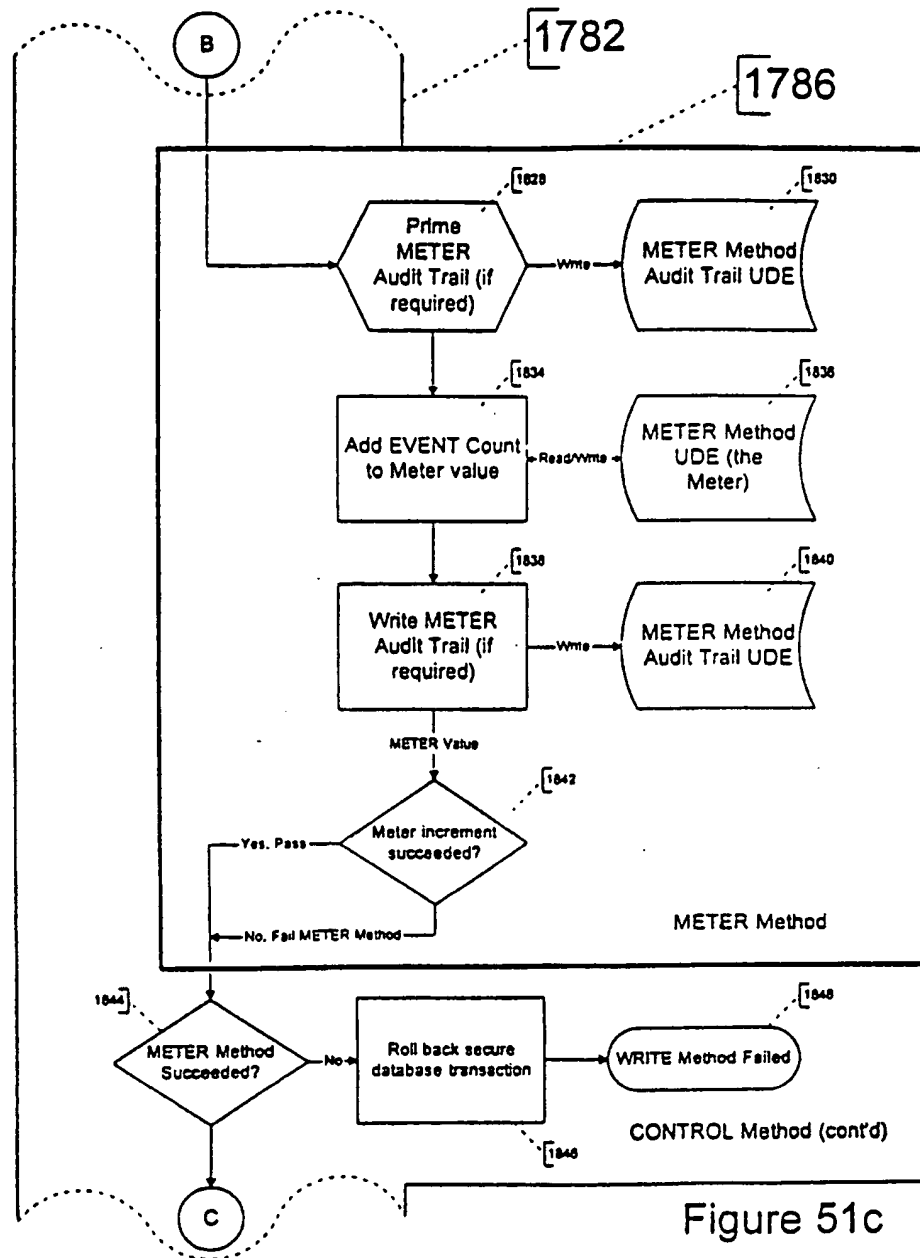 B
1782
1786
1828
Prime
METER
Audit Trail (if
required)
Write
1830
METER Method
Audit Trail UDE
1834
Add EVENT Count
to Meter value
Read/Write
1836
METER Method
UDE (the
Meter)
1838
Write METER
Audit Trail (if
required)
Write
1840
METER Method
Audit Trail UDE
METER Value
1842
Meter increment
succeeded?
Yes. Pass
No. Fail METER Method
METER Method
1844
METER Method
Succeeded?
No
Roll back secure
database transaction
1846
1848
WRITE Method Failed
CONTROL Method (cont'd)
C
Figure 51c